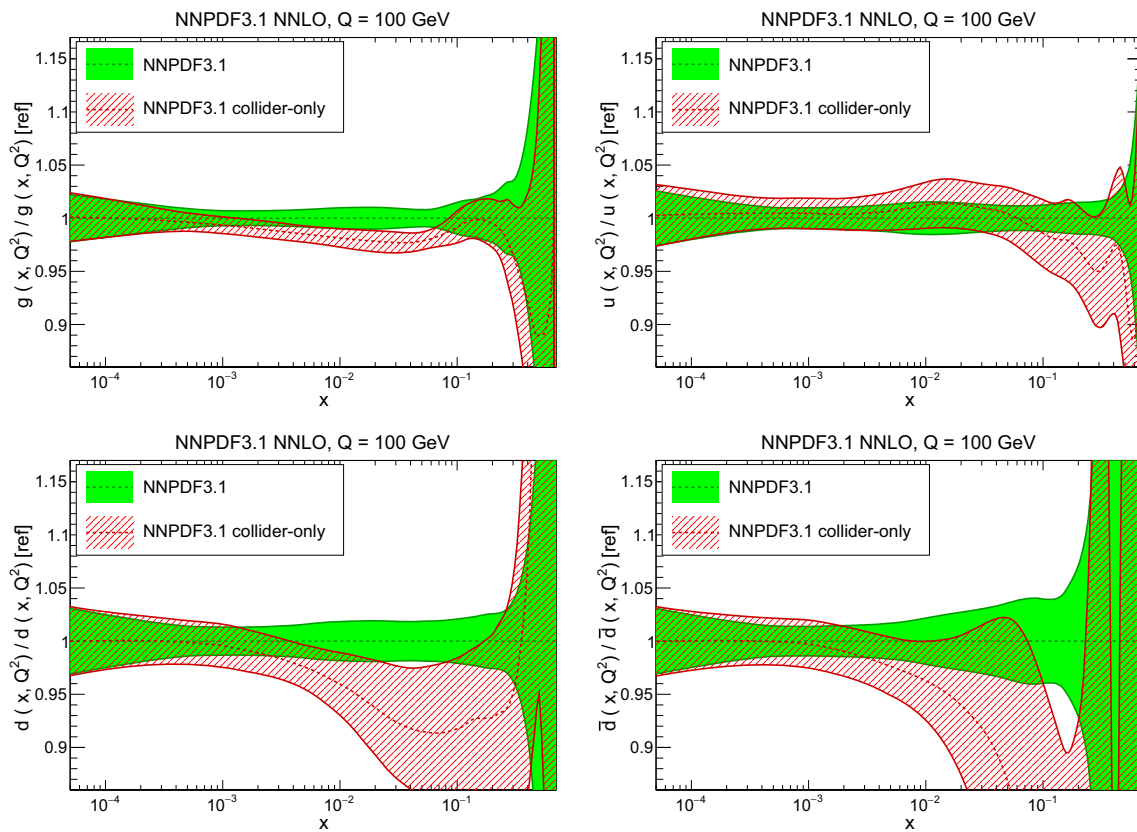 NNPDF3.1 NNLO, Q = 100 GeV
g ( x, Q²) / g ( x, Q²) [ref]
1.15
1.1
1.05
1
0.95
0.9
NNPDF3.1
NNPDF3.1 collider-only
10⁻⁴ 10⁻³ 10⁻² 10⁻¹
x
NNPDF3.1 NNLO, Q = 100 GeV
u ( x, Q²) / u ( x, Q²) [ref]
1.15
1.1
1.05
1
0.95
0.9
NNPDF3.1
NNPDF3.1 collider-only
10⁻⁴ 10⁻³ 10⁻² 10⁻¹
x
NNPDF3.1 NNLO, Q = 100 GeV
d ( x, Q²) / d ( x, Q²) [ref]
1.15
1.1
1.05
1
0.95
0.9
NNPDF3.1
NNPDF3.1 collider-only
10⁻⁴ 10⁻³ 10⁻² 10⁻¹
x
NNPDF3.1 NNLO, Q = 100 GeV
d̅ ( x, Q²) / d̅ ( x, Q²) [ref]
1.15
1.1
1.05
1
0.95
0.9
NNPDF3.1
NNPDF3.1 collider-only
10⁻⁴ 10⁻³ 10⁻² 10⁻¹
x